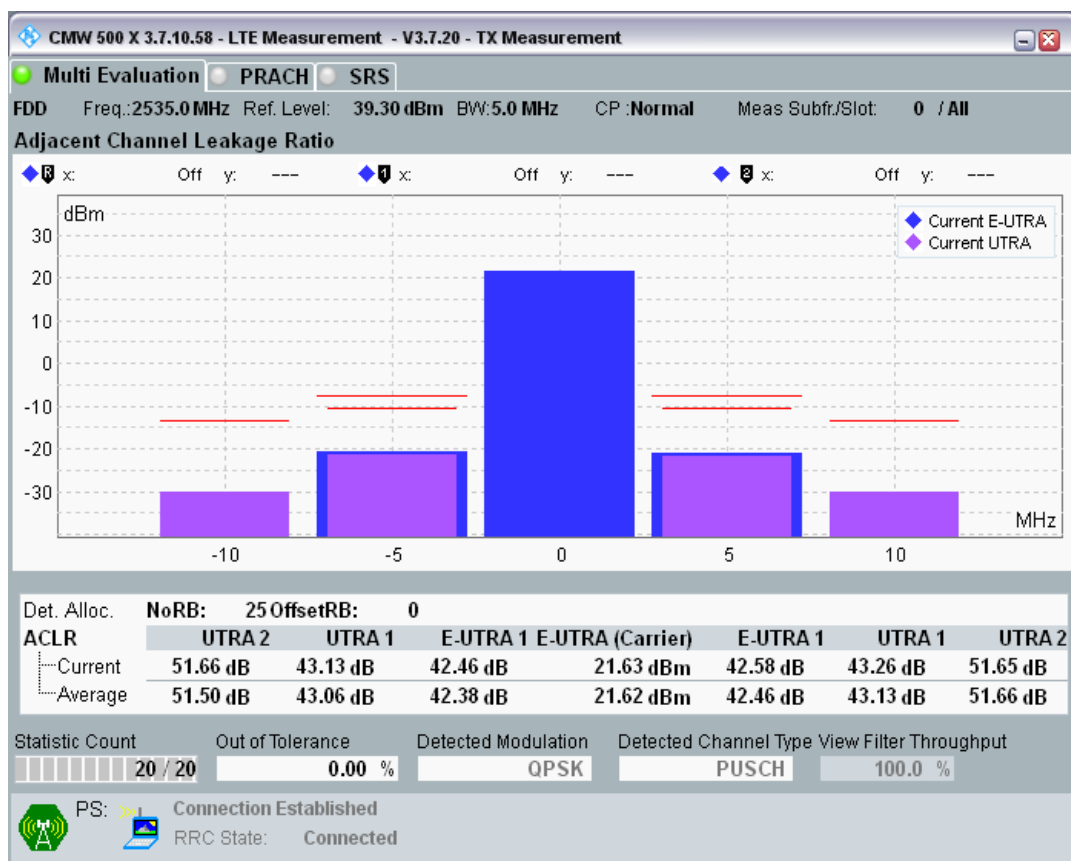 CMW 500 X 3.7.10.58 - LTE Measurement - V3.7.20 - TX Measurement
Multi Evaluation PRACH SRS
FDD Freq.:2535.0 MHz Ref. Level: 39.30 dBm BW:5.0 MHz CP :Normal Meas Subfr./Slot: 0 / All
Adjacent Channel Leakage Ratio
R x: Off y: --- 1 x: Off y: --- 2 x: Off y: ---
dBm
Current E-UTRA
Current UTRA
30
20
10
0
-10
-20
-30
MHz
-10 -5 0 5 10
Det. Alloc. NoRB: 25 OffsetRB: 0
ACLR UTRA 2 UTRA 1 E-UTRA 1 E-UTRA (Carrier) E-UTRA 1 UTRA 1 UTRA 2
Current 51.66 dB 43.13 dB 42.46 dB 21.63 dBm 42.58 dB 43.26 dB 51.65 dB
Average 51.50 dB 43.06 dB 42.38 dB 21.62 dBm 42.46 dB 43.13 dB 51.66 dB
Statistic Count Out of Tolerance Detected Modulation Detected Channel Type View Filter Throughput
20 / 20 0.00 % QPSK PUSCH 100.0 %
PS: Connection Established
RRC State: Connected